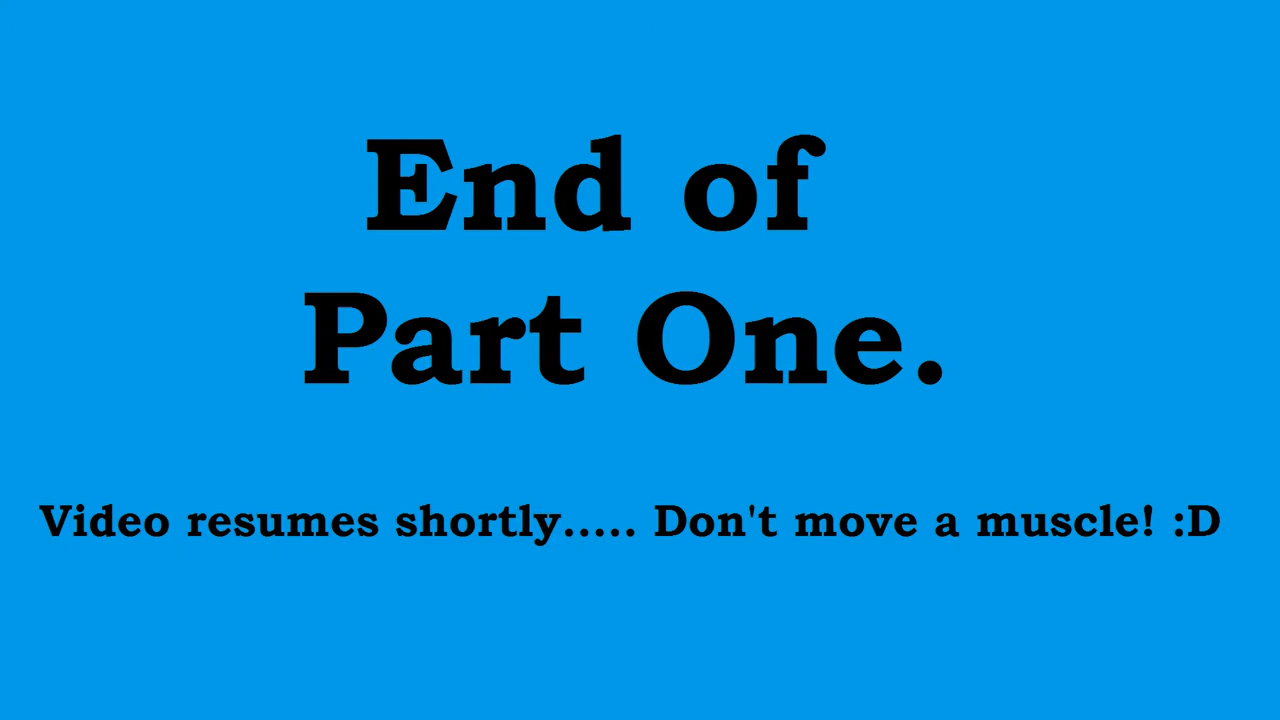 End of
Part One.
Video resumes shortly..... Don't move a muscle! :D